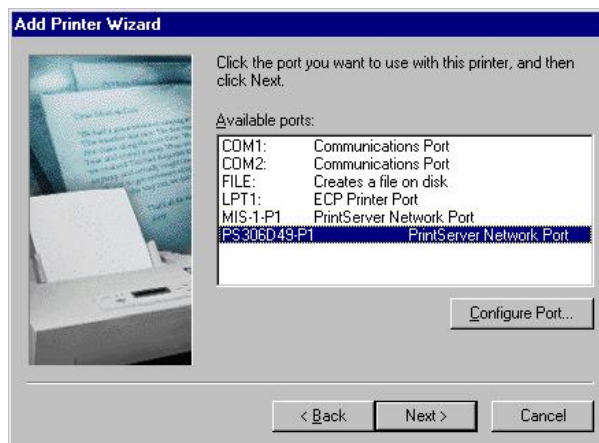 Add Printer Wizard
Click the port you want to use with this printer, and then
click Next.
Available ports:
COM1: Communications Port
COM2: Communications Port
FILE: Creates a file on disk
LPT1: ECP Printer Port
MIS-1-P1 PrintServer Network Port
PS306D49-P1 PrintServer Network Port
Configure Port...
< Back
Next >
Cancel